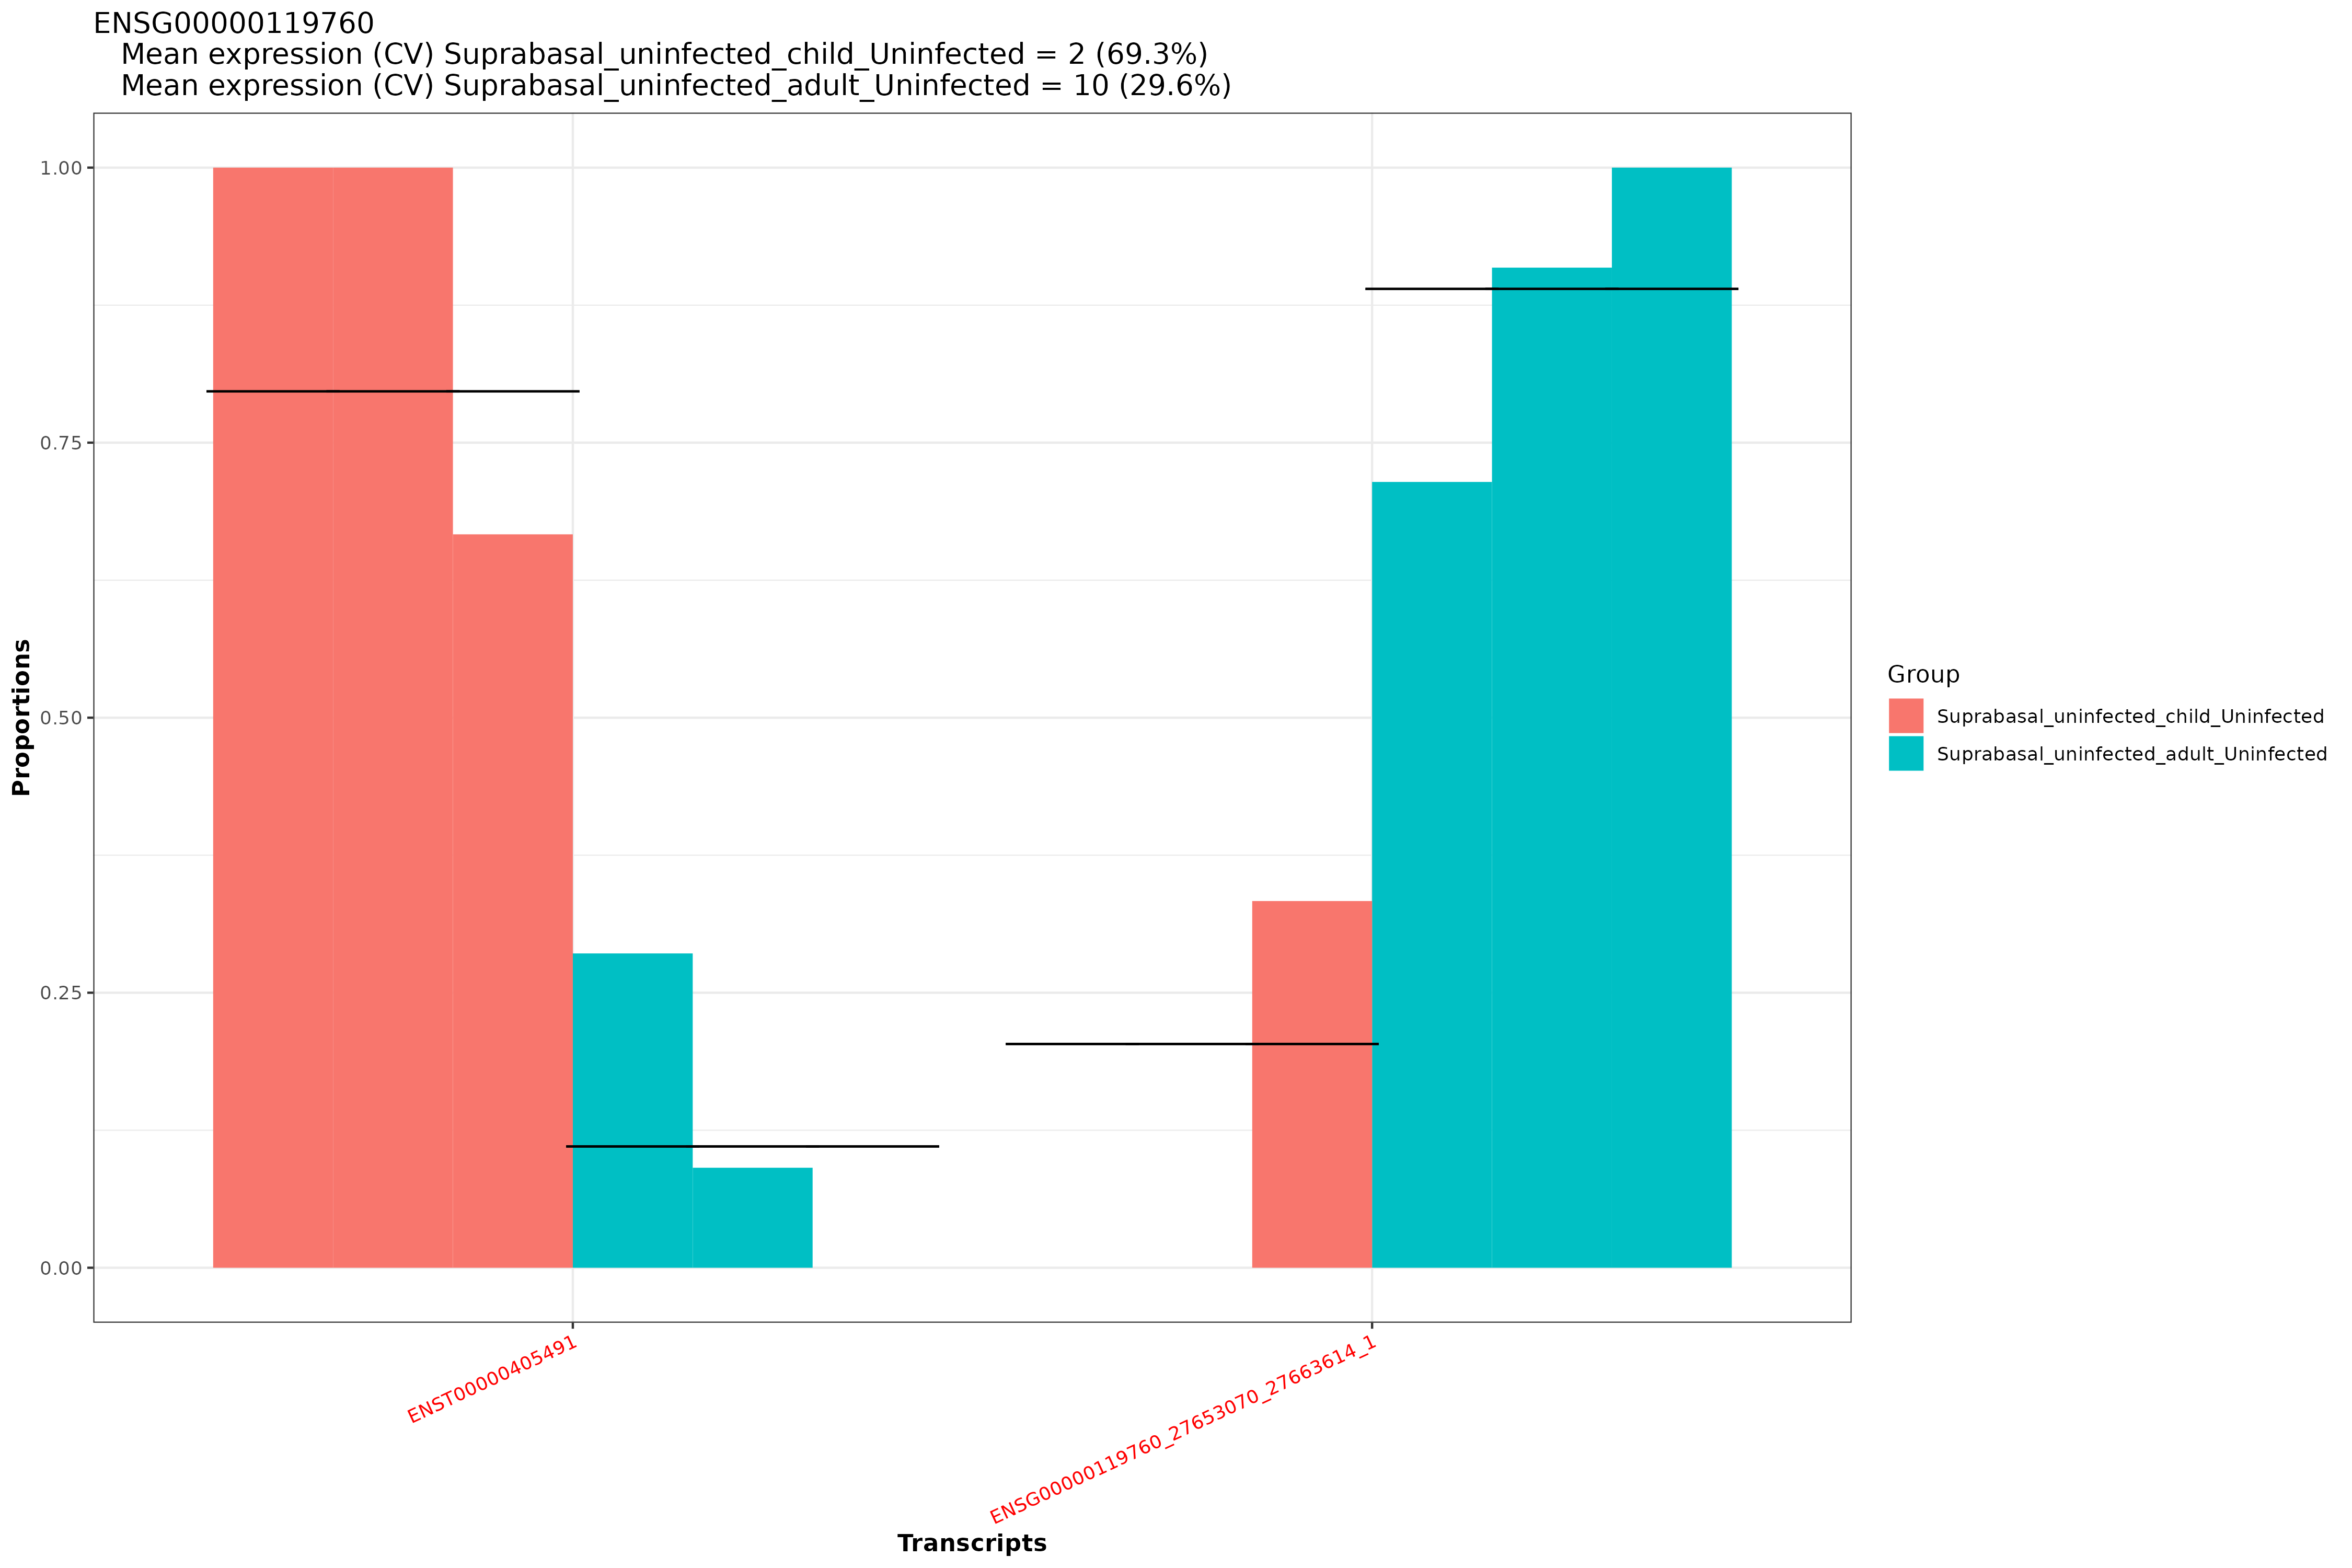 ENSG00000119760
Mean expression (CV) Suprabasal_uninfected_child_Uninfected = 2 (69.3%)
Mean expression (CV) Suprabasal_uninfected_adult_Uninfected = 10 (29.6%)
1.00
0.75
0.50
0.25
0.00
Proportions
ENST00000405491
ENSG00000119760_27653070_27663614_1
Transcripts
Group
Suprabasal_uninfected_child_Uninfected
Suprabasal_uninfected_adult_Uninfected